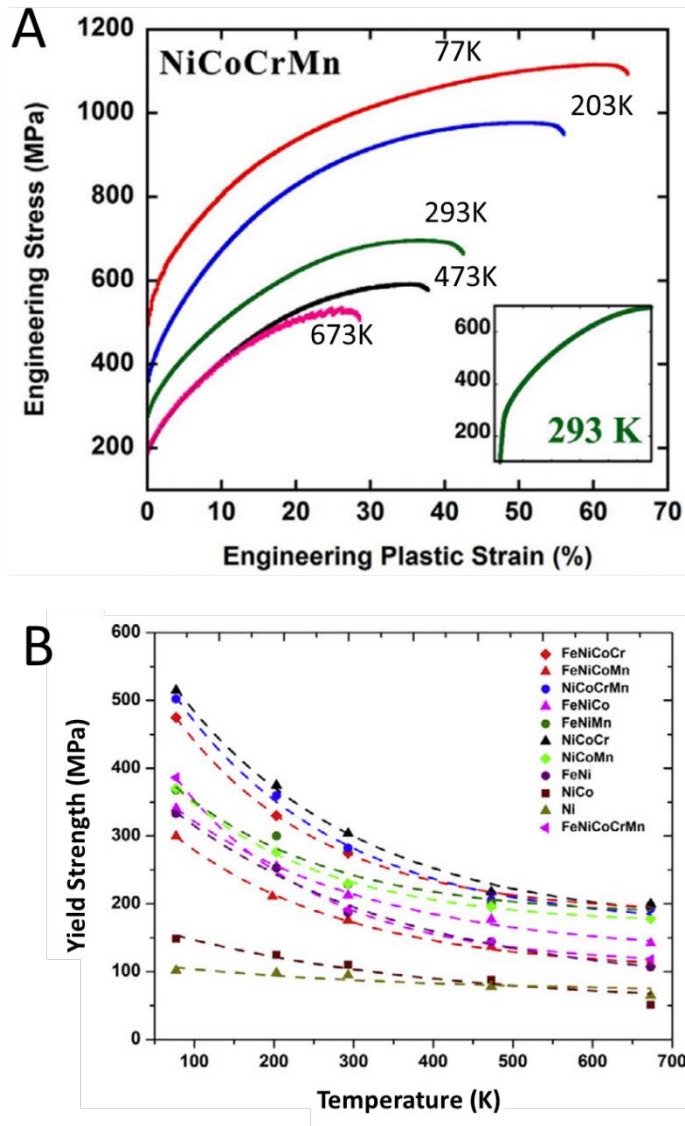 A
NiCoCrMn
77K
203K
293K
473K
673K
1200
1000
800
600
400
200
Engineering Stress (MPa)
600
400
200
293 K
0
10
20
30
40
50
60
70
Engineering Plastic Strain (%)
B
600
500
400
300
200
100
0
Yield Strength (MPa)
FeNiCoCr
FeNiCoMn
NiCoCrMn
FeNiCo
FeNiMn
NiCoCr
NiCoMn
FeNi
NiCo
Ni
FeNiCoCrMn
100
200
300
400
500
600
700
Temperature (K)